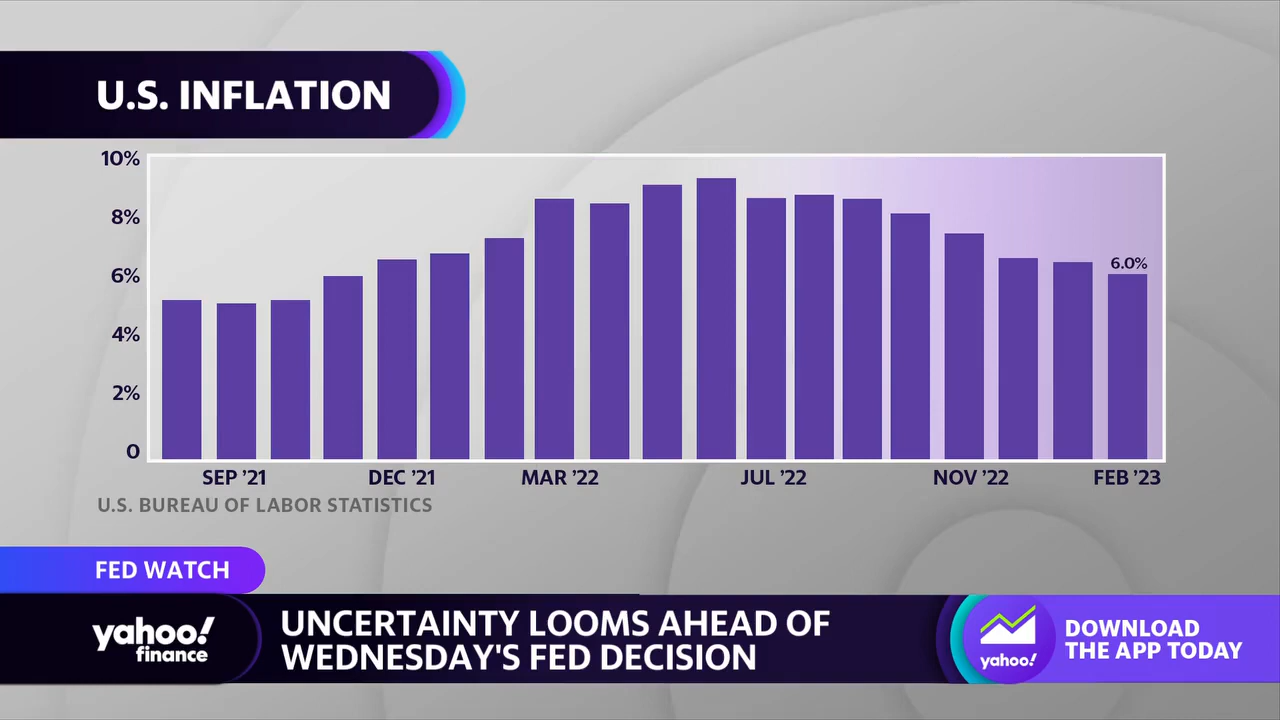 U.S. INFLATION
10%
8%
6%
4%
2%
0
6.0%
SEP ’21
DEC ’21
MAR ’22
JUL ’22
NOV ’22
FEB ’23
U.S. BUREAU OF LABOR STATISTICS
FED WATCH
yahoo!
finance
UNCERTAINTY LOOMS AHEAD OF
WEDNESDAY'S FED DECISION
yahoo!
DOWNLOAD
THE APP TODAY